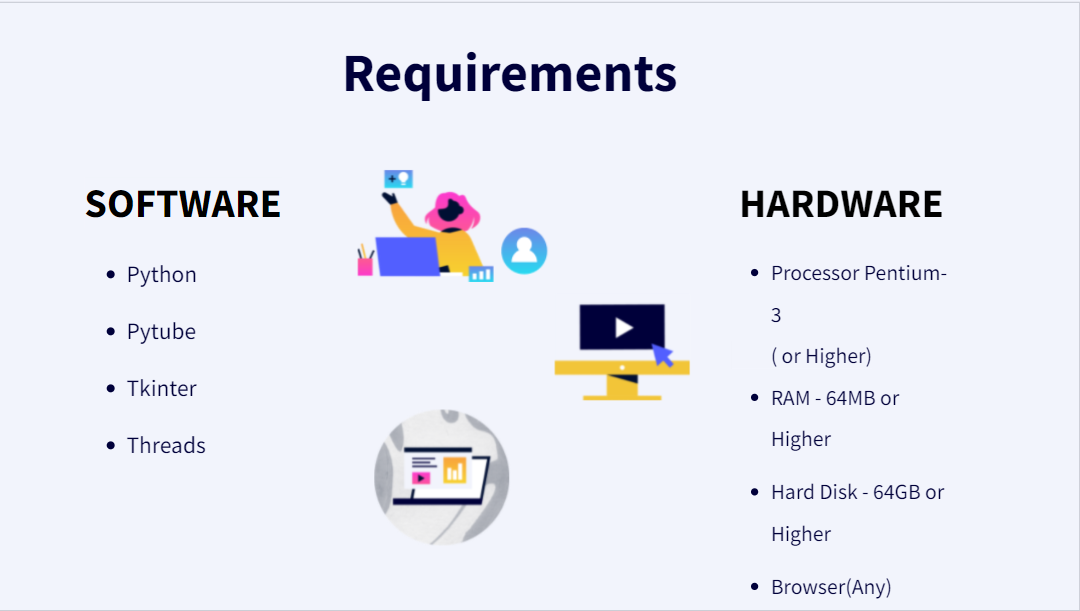 Requirements
SOFTWARE
Python
Pytube
Tkinter
Threads
HARDWARE
Processor Pentium-
3
( or Higher)
RAM - 64MB or
Higher
Hard Disk - 64GB or
Higher
Browser(Any)